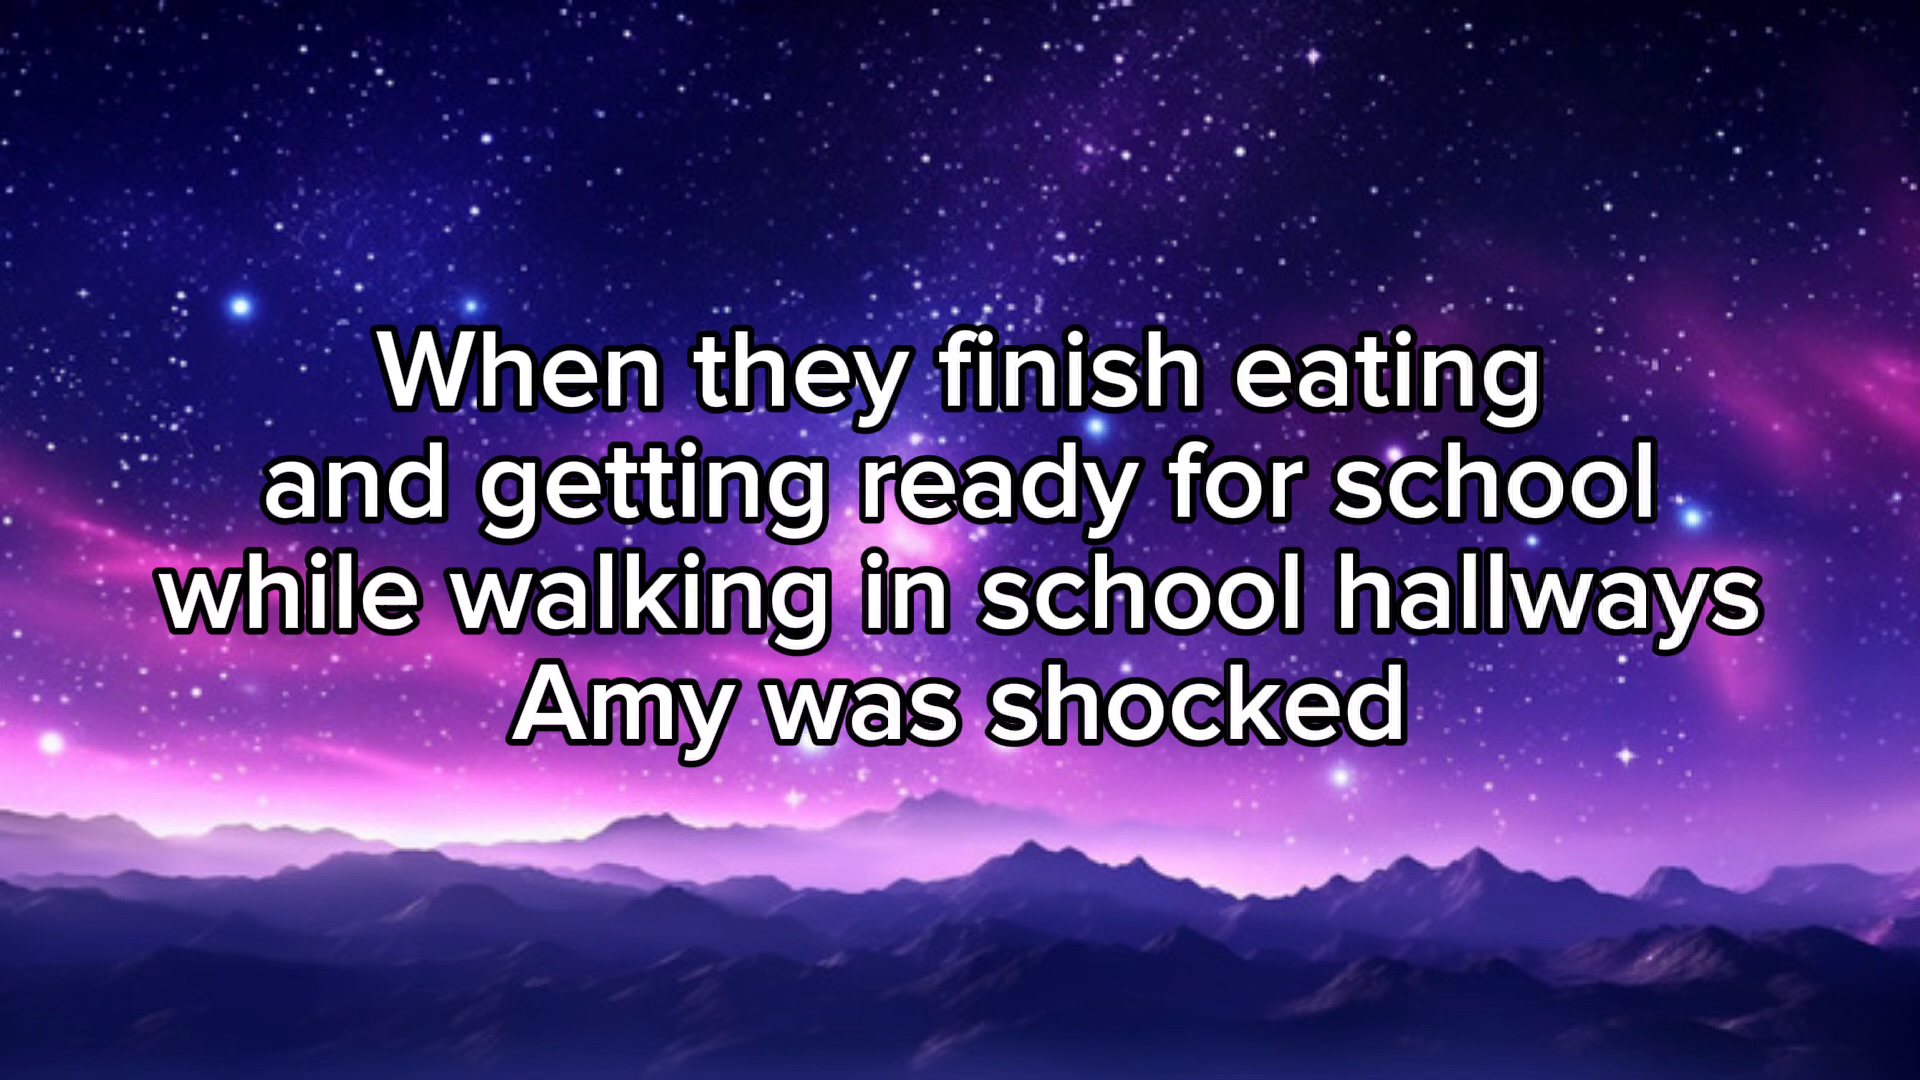 When they finish eating
and getting ready for school
while walking in school hallways
Amy was shocked